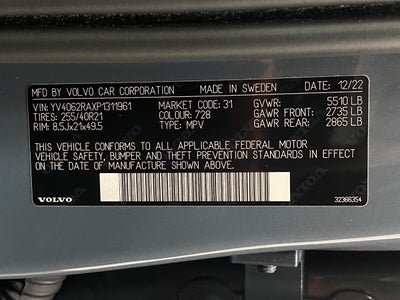 MFD BY VOLVO CAR CORPORATION MADE IN SWEDEN DATE: 12/22
VIN: YV4062RAXP1311961 MARKET CODE: 31 GVWR: 5510 LB
TIRES: 255/40R21 COLOUR: 728 GAWR FRONT: 2735 LB
RIM: 8.5Jx21x49.5 TYPE: MPV GAWR REAR: 2865 LB
THIS VEHICLE CONFORMS TO ALL APPLICABLE FEDERAL MOTOR
VEHICLE SAFETY, BUMPER AND THEFT PREVENTION STANDARDS IN EFFECT
ON THE DATE OF MANUFACTURE SHOWN ABOVE.
VOLVO 32366354